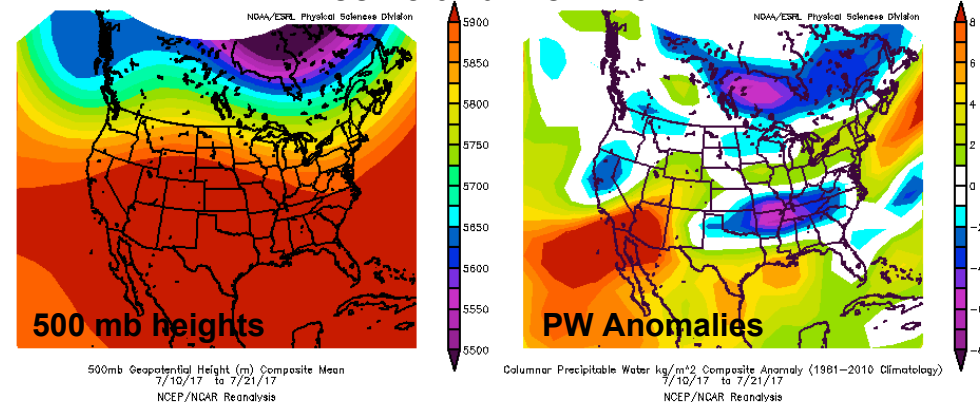 NOAA/ESRL Physical Sciences Division
5900
5850
5800
5750
5700
5650
5600
5550
5500
500 mb heights
500mb Geopotential Height (m) Composite Mean
7/10/17 to 7/21/17
NCEP/NCAR Reanalysis
NOAA/ESRL Physical Sciences Division
8
6
4
2
0
PW Anomalies
Columnar Precipitable Water kg/m^2 Composite Anomaly (1981-2010 Climatology)
7/10/17 to 7/21/17
NCEP/NCAR Reanalysis